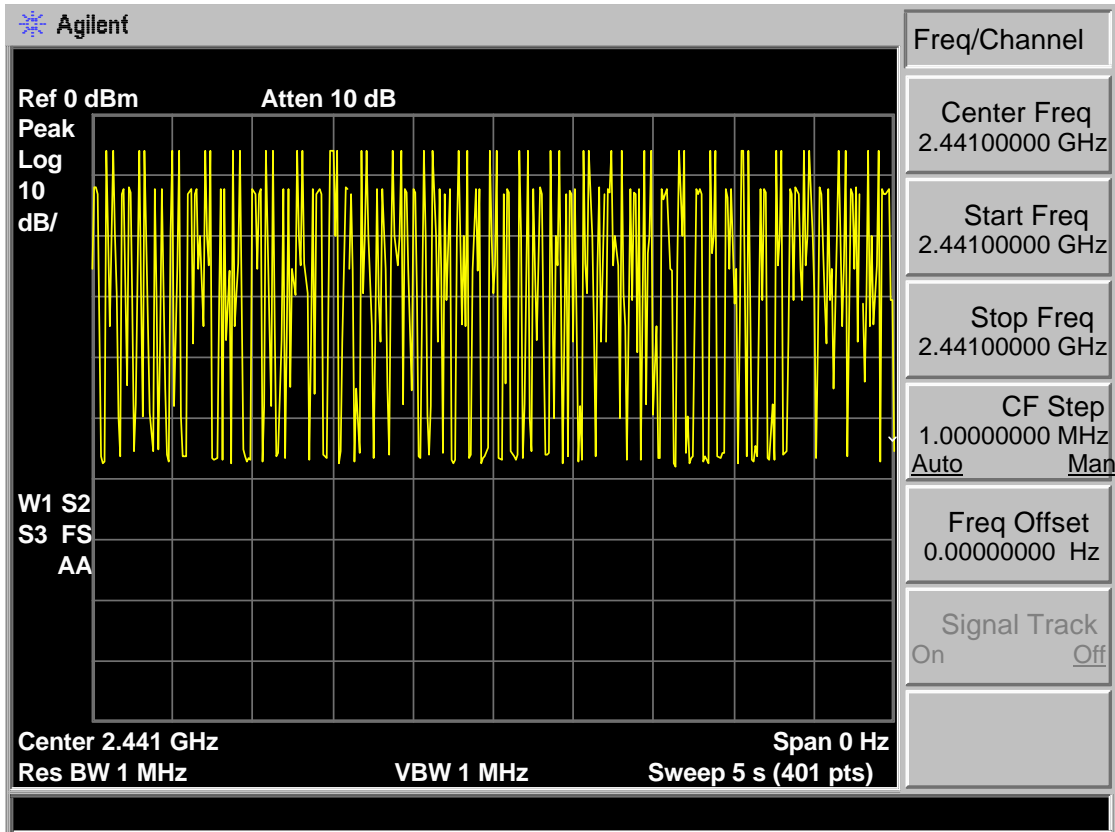 Agilent
Ref 0 dBm Atten 10 dB
Peak
Log
10
dB/
W1 S2
S3 FS
AA
Center 2.441 GHz Span 0 Hz
Res BW 1 MHz VBW 1 MHz Sweep 5 s (401 pts)
Freq/Channel
Center Freq
2.44100000 GHz
Start Freq
2.44100000 GHz
Stop Freq
2.44100000 GHz
CF Step
1.00000000 MHz
Auto Man
Freq Offset
0.00000000 Hz
Signal Track
On Off